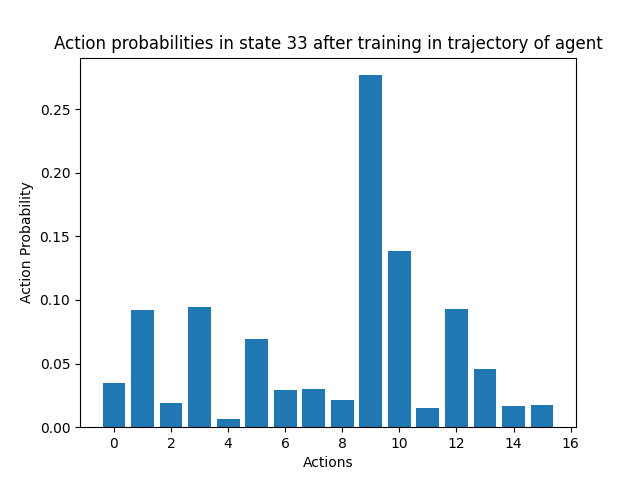 Action probabilities in state 33 after training in trajectory of agent
Action Probability
0.25
0.20
0.15
0.10
0.05
0.00
0 2 4 6 8 10 12 14 16
Actions